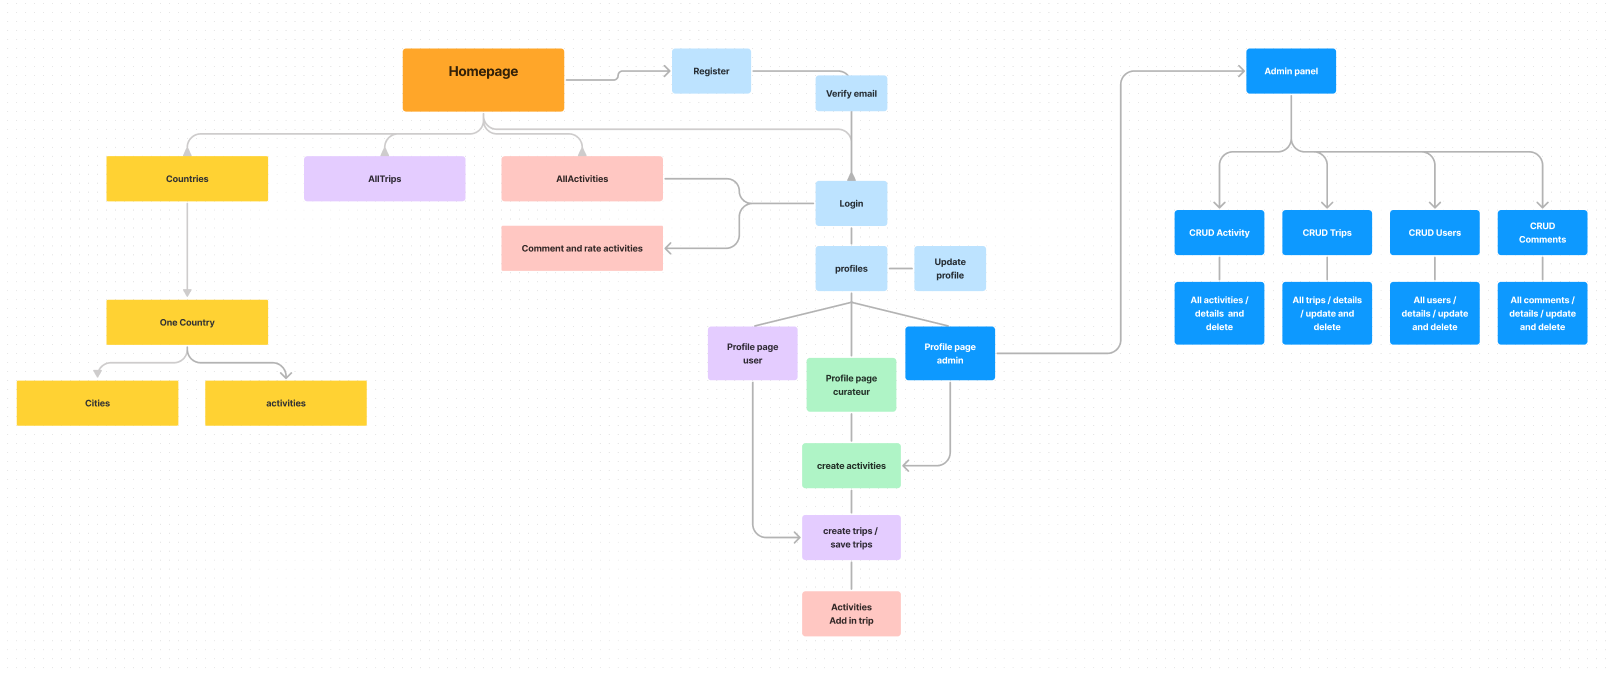 Homepage
Register
Verify email
Admin panel
Countries
AllTrips
AllActivities
Login
Comment and rate activities
profiles
Update
profile
CRUD Activity
CRUD Trips
CRUD Users
CRUD
Comments
All activities /
details and
delete
All trips / details
/ update and
delete
All users /
details / update
and delete
All comments /
details / update
and delete
One Country
Cities
activities
Profile page
user
Profile page
curateur
Profile page
admin
create activities
create trips /
save trips
Activities
Add in trip